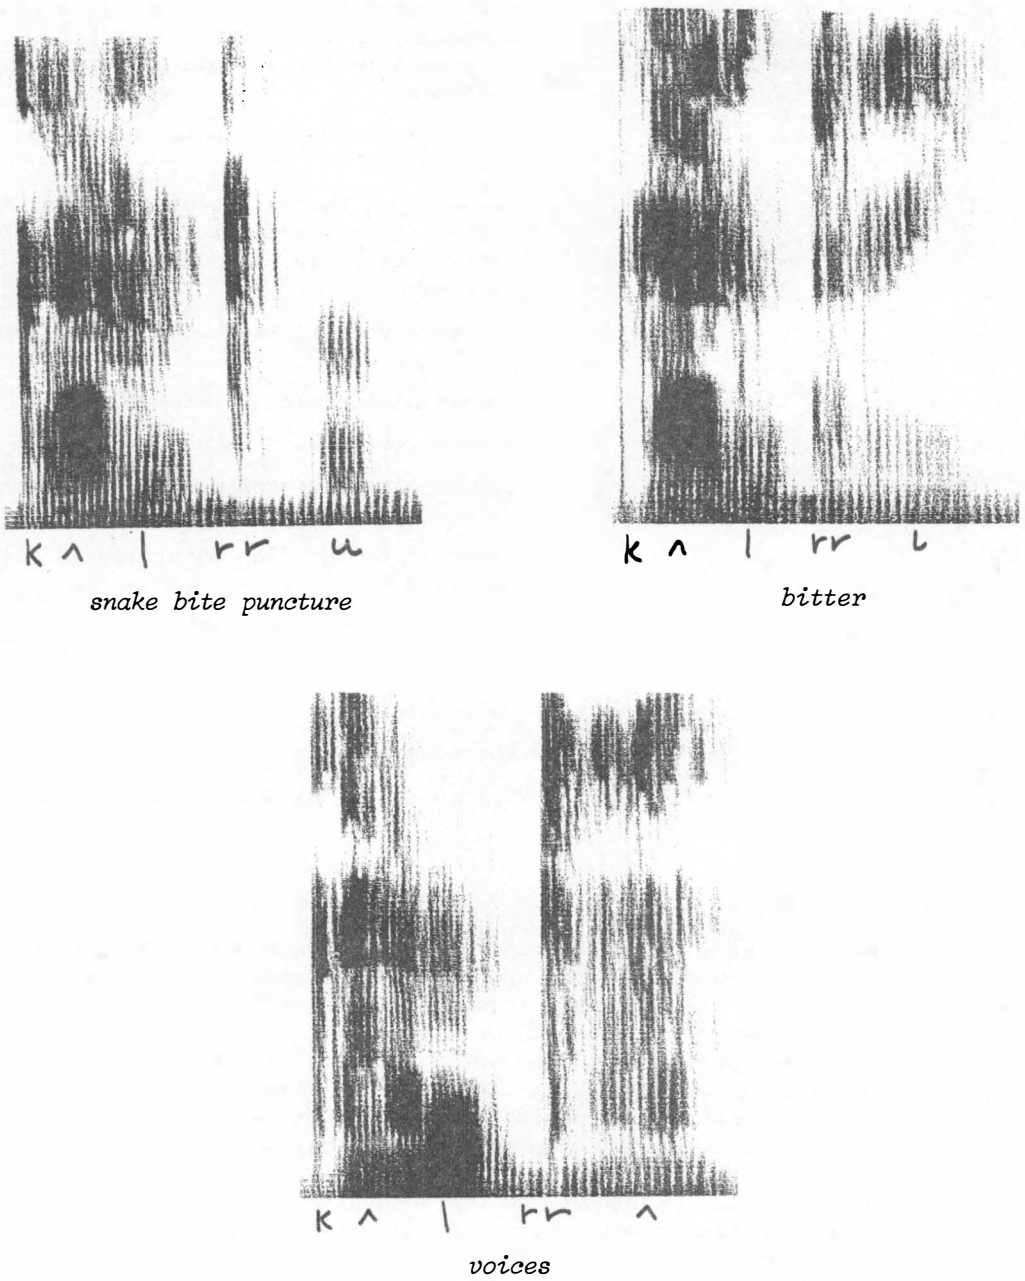 k ʌ l rr u
snake bite puncture
k ʌ l rr ɩ
bitter
k ʌ l rr ʌ
voices